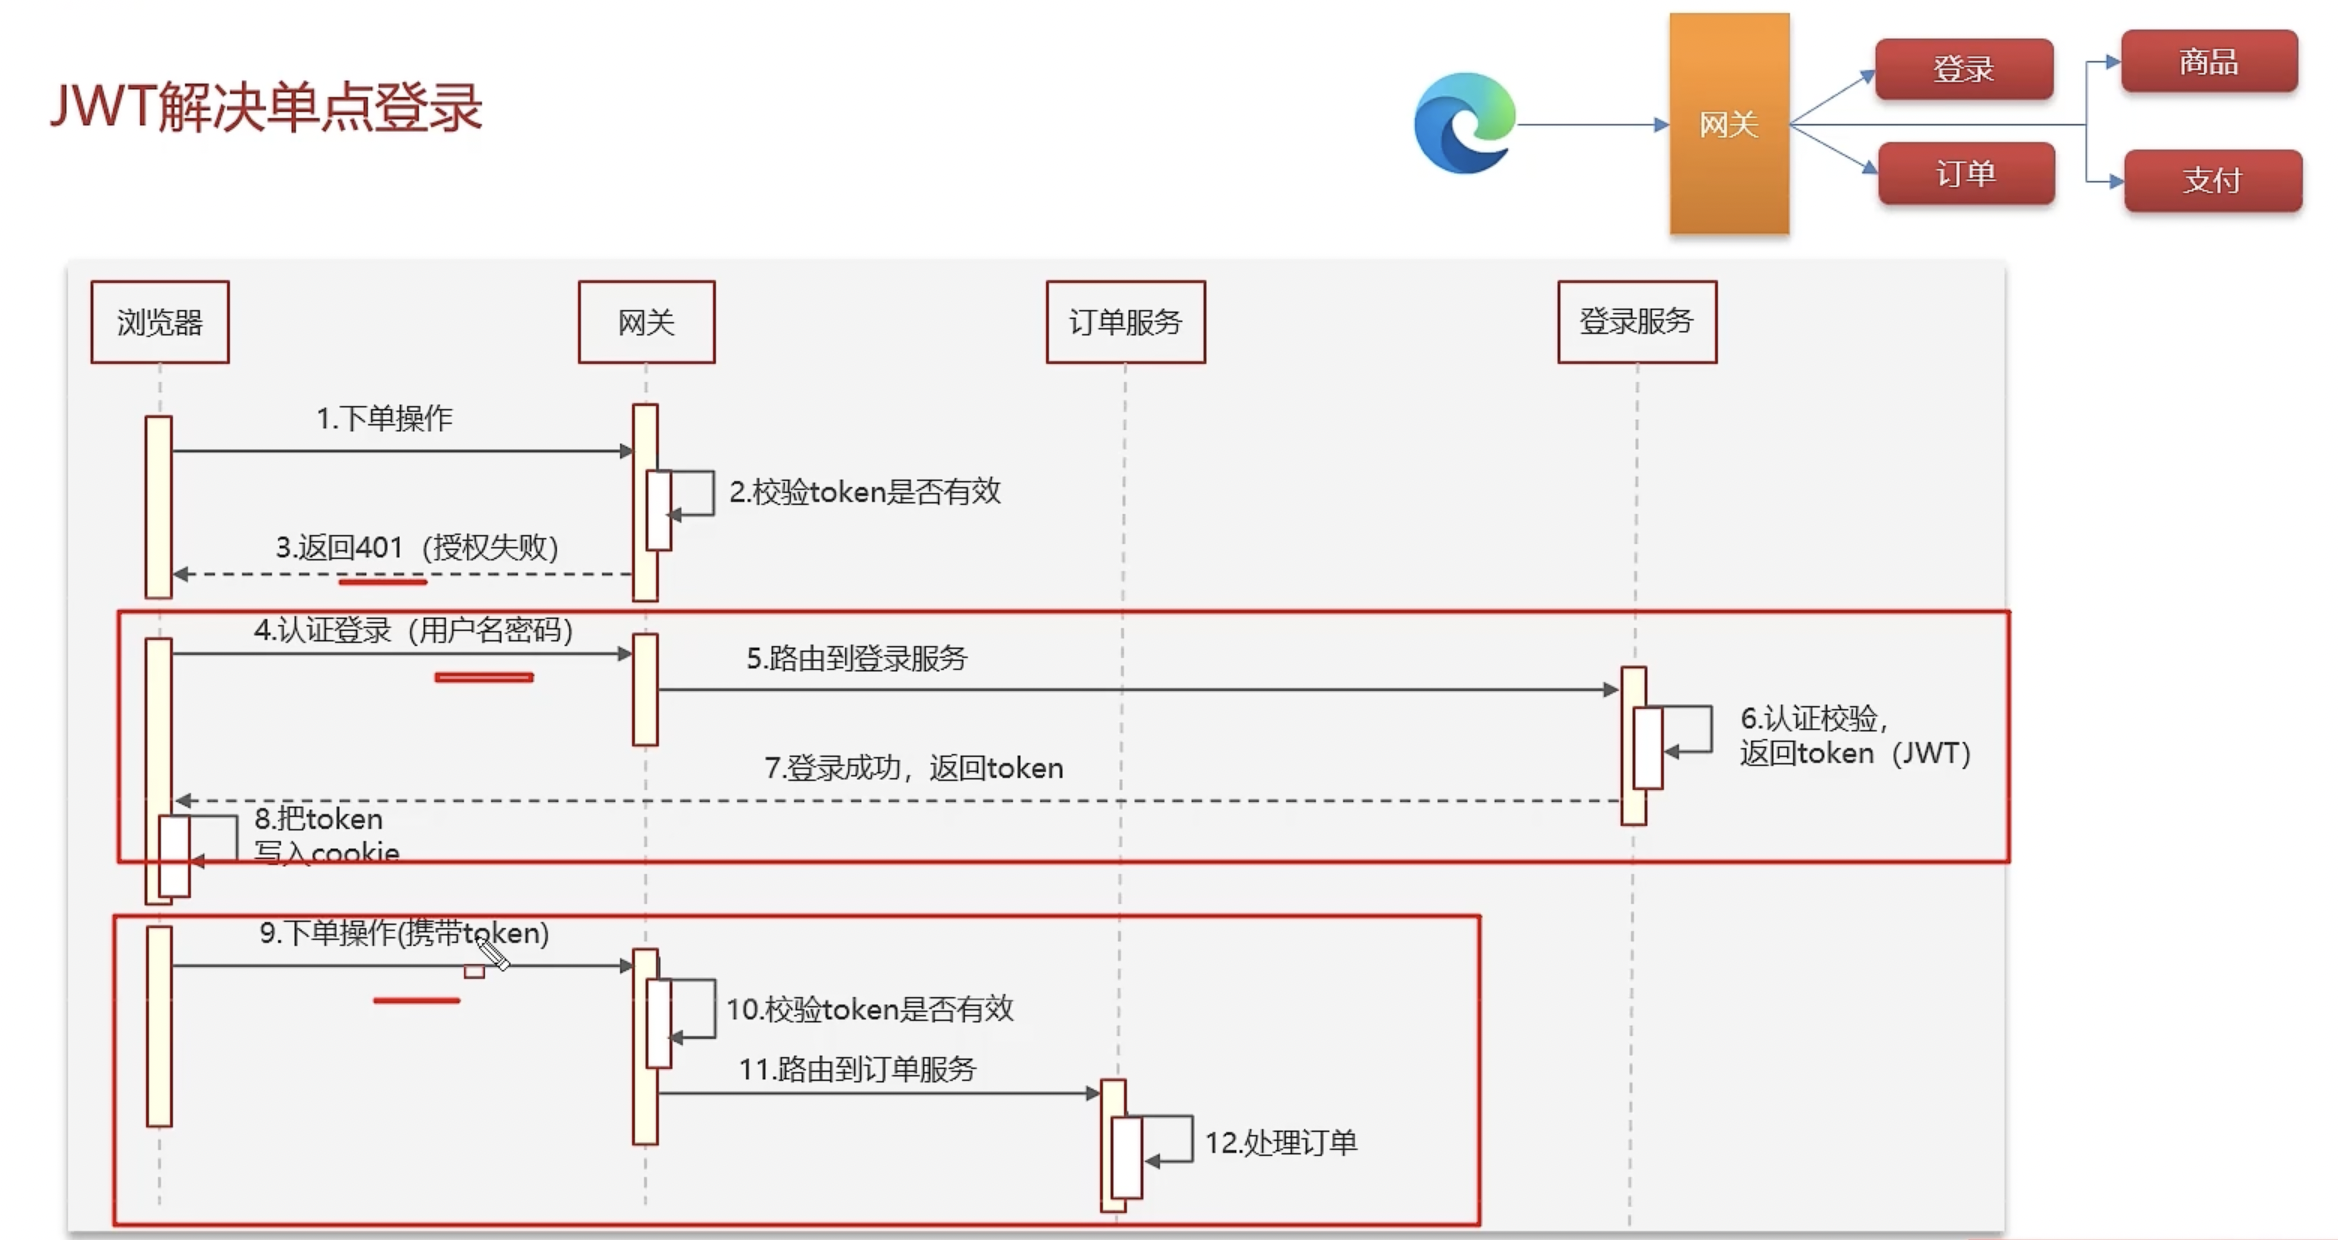 JWT解决单点登录
网关
登录
订单
商品
支付
浏览器
网关
订单服务
登录服务
1.下单操作
2.校验token是否有效
3.返回401（授权失败）
4.认证登录（用户名密码）
5.路由到登录服务
6.认证校验，
返回token（JWT）
7.登录成功，返回token
8.把token
写入cookie
9.下单操作(携带token)
10.校验token是否有效
11.路由到订单服务
12.处理订单